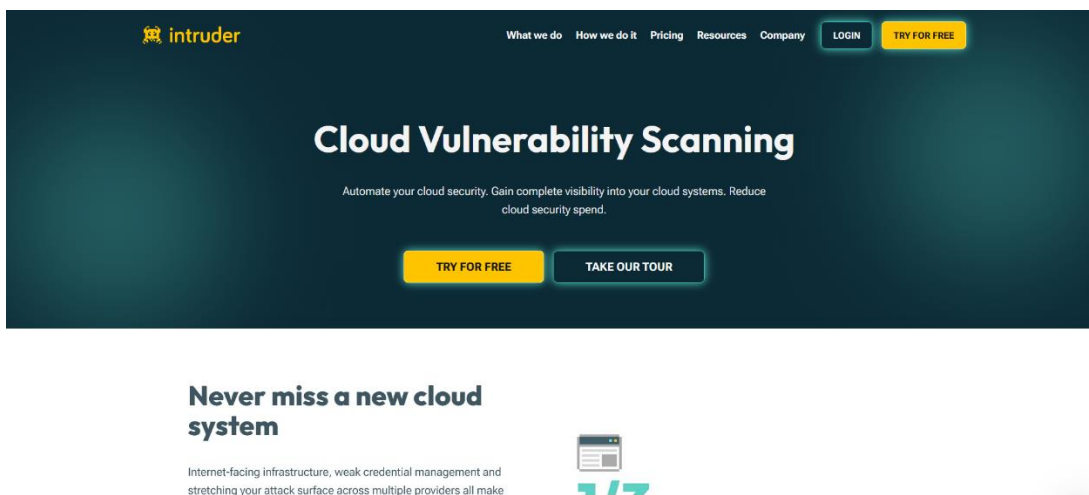 intruder
What we do How we do it Pricing Resources Company LOGIN TRY FOR FREE
Cloud Vulnerability Scanning
Automate your cloud security. Gain complete visibility into your cloud systems. Reduce
cloud security spend.
TRY FOR FREE TAKE OUR TOUR
Never miss a new cloud
system
Internet-facing infrastructure, weak credential management and
stretching your attack surface across multiple providers all make